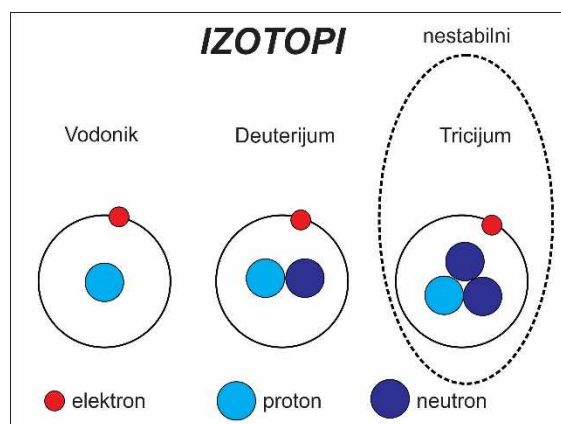 IZOTOPI
nestabilni
Vodonik
Deuterijum
Tricijum
elektron
proton
neutron